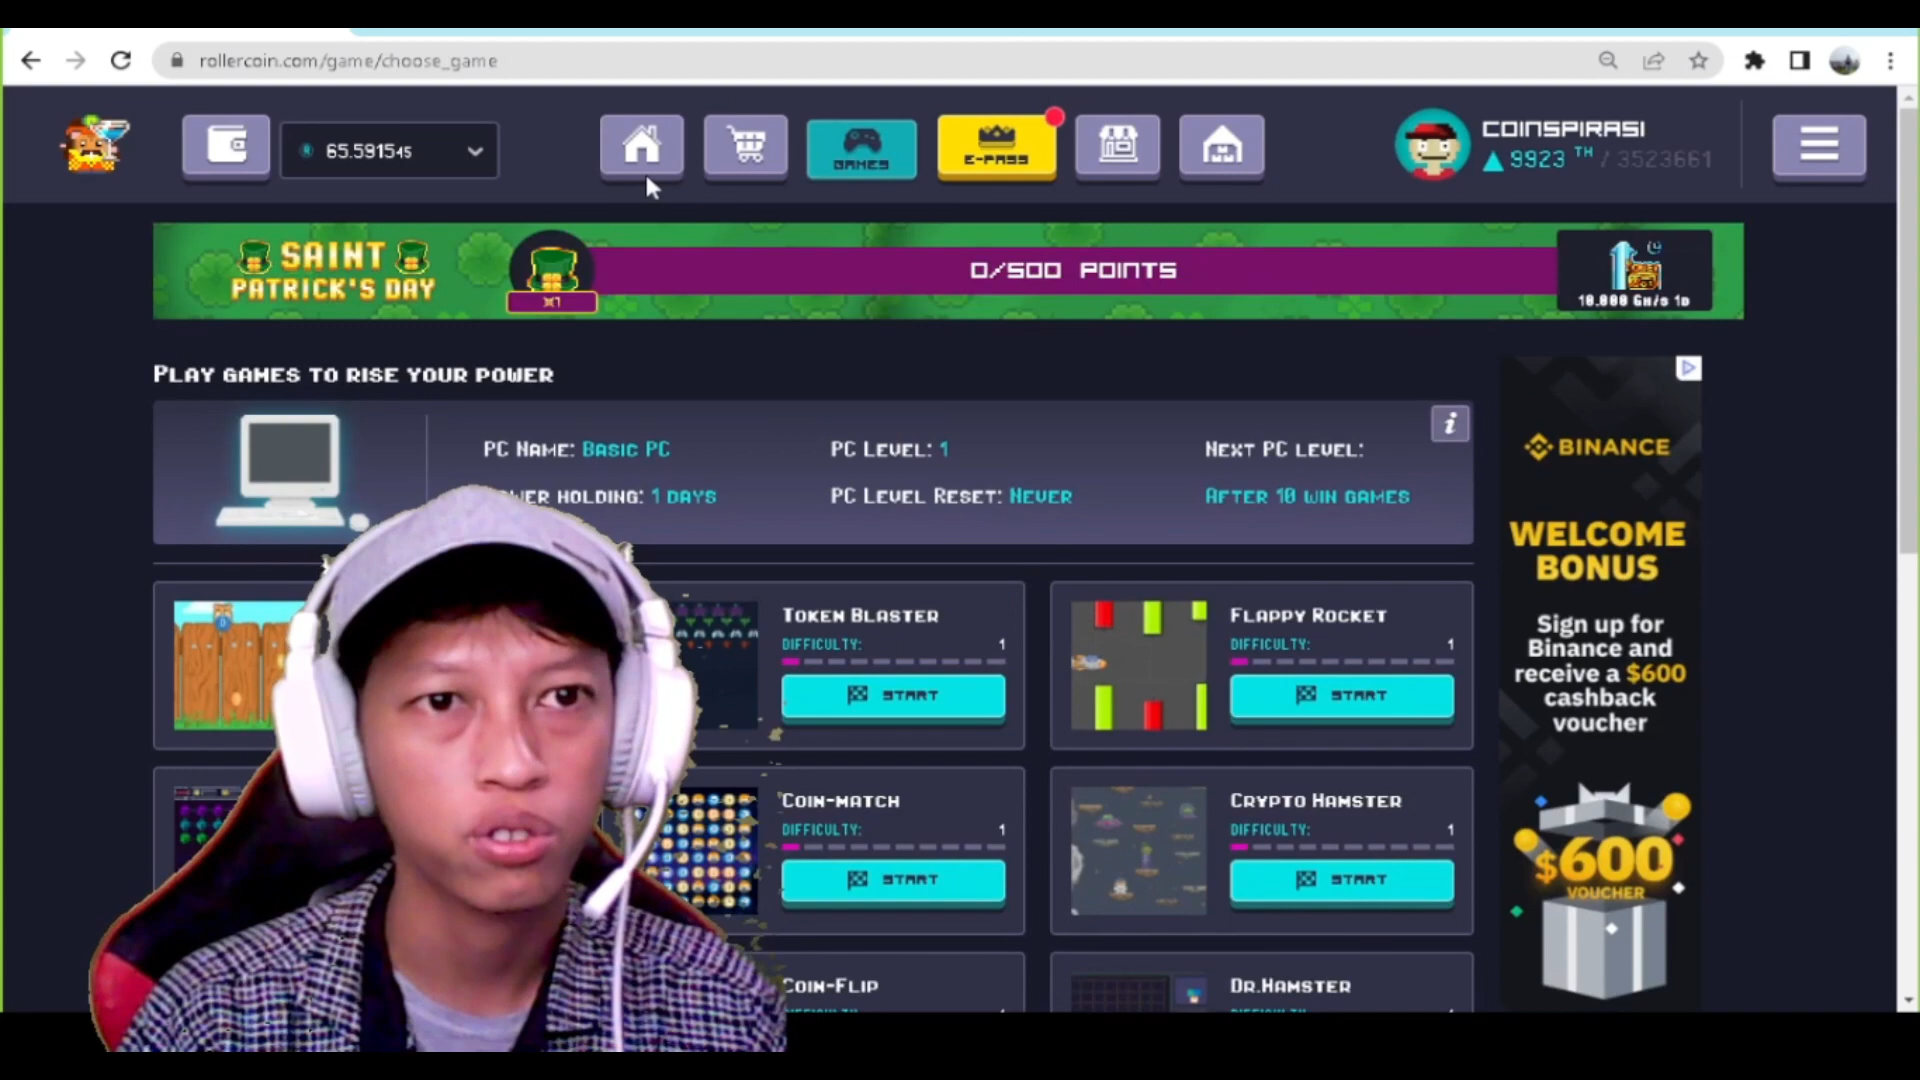 rollercoin.com/game/choose_game
65.591545
GAMES
E-PASS
COINSPIRASI
9923 TH / 3523661
SAINT
PATRICK'S DAY
X1
0/500 POINTS
10.000 GH/S 1D
PLAY GAMES TO RISE YOUR POWER
PC NAME: BASIC PC
PC LEVEL: 1
NEXT PC LEVEL:
HOLDING: 1 DAYS
PC LEVEL RESET: NEVER
AFTER 10 WIN GAMES
TOKEN BLASTER
DIFFICULTY: 1
START
FLAPPY ROCKET
DIFFICULTY: 1
START
COIN-MATCH
DIFFICULTY: 1
START
CRYPTO HAMSTER
DIFFICULTY: 1
START
COIN-FLIP
DR.HAMSTER
BINANCE
WELCOME
BONUS
Sign up for
Binance and
receive a $600
cashback
voucher
$600
VOUCHER